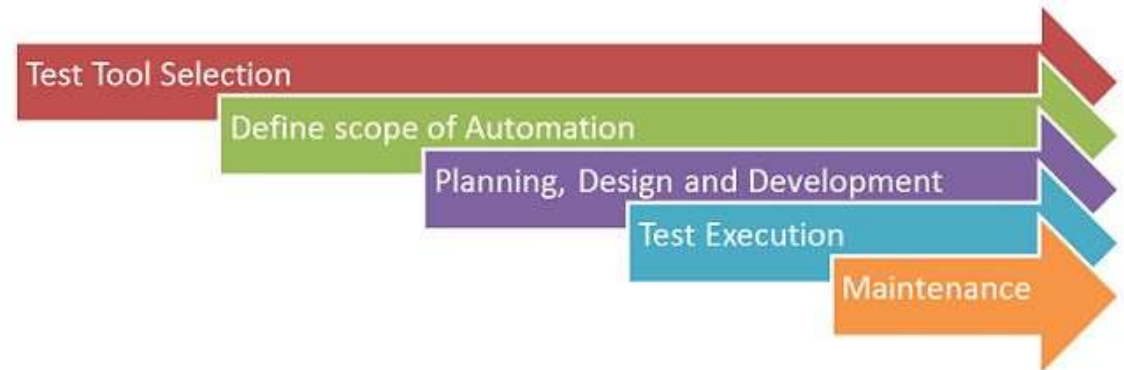 Test Tool Selection
Define scope of Automation
Planning, Design and Development
Test Execution
Maintenance